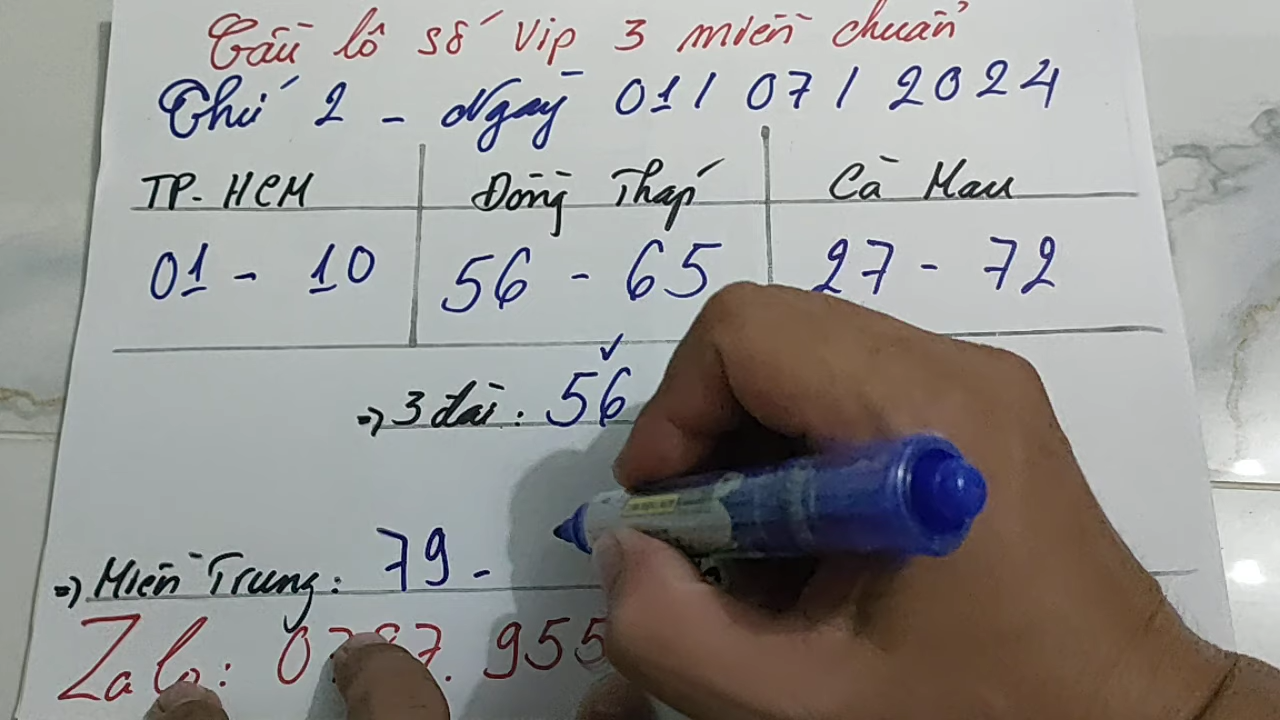 Cầu lô số Vip 3 miền chuẩn
Thứ 2 - Ngày 01/07/2024
TP. HCM Đồng Tháp Cà Mau
01 - 10 56 - 65 27 - 72
=> 3 đài: 56
=> Miền Trung: 79 -
Zalo: 955